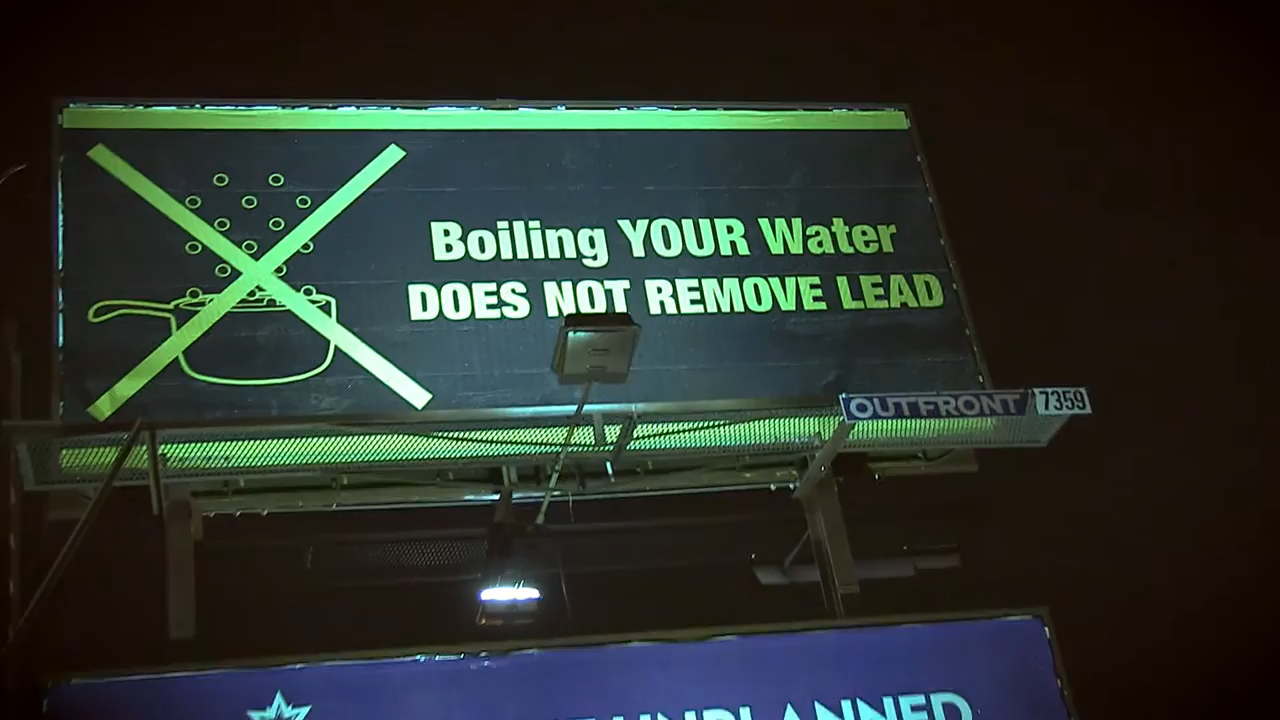 Boiling YOUR Water
DOES NOT REMOVE LEAD
OUTFRONT 7359
UNPLANNED